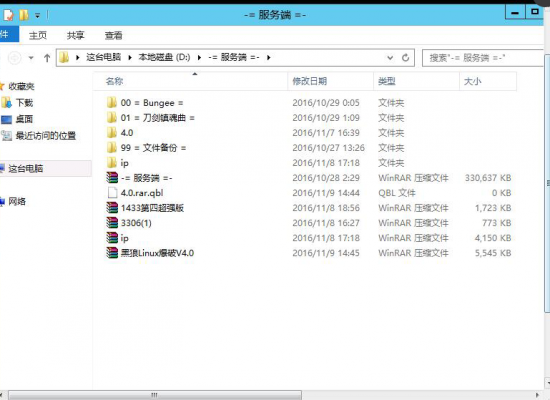 -= 服务端 =-
件 主页 共享 查看
这台电脑 本地磁盘 (D:) -= 服务端 =- 搜索"-= 服务端 =-"
名称 修改日期 类型 大小
收藏夹
下载
桌面
最近访问的位置
这台电脑
网络
00 = Bungee = 2016/10/29 0:05 文件夹
01 = 刀剑镇魂曲 = 2016/10/29 1:09 文件夹
4.0 2016/11/7 16:39 文件夹
99 = 文件备份 = 2016/10/27 13:26 文件夹
ip 2016/11/8 17:18 文件夹
-= 服务端 =- 2016/10/28 2:29 WinRAR 压缩文件 330,637 KB
4.0.rar.qbl 2016/11/9 14:44 QBL 文件 0 KB
1433第四超强版 2016/11/8 18:56 WinRAR 压缩文件 1,723 KB
3306(1) 2016/11/8 16:27 WinRAR 压缩文件 773 KB
ip 2016/11/8 17:18 WinRAR 压缩文件 4,150 KB
黑狼Linux爆破V4.0 2016/11/9 14:45 WinRAR 压缩文件 5,545 KB